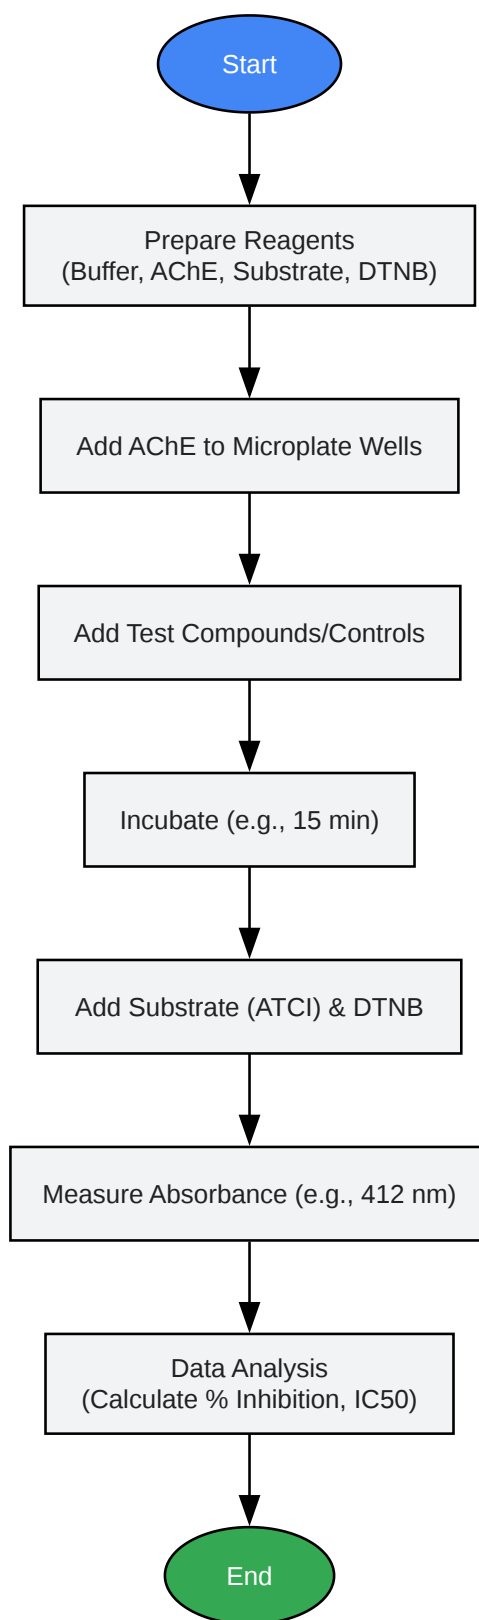 Start
Prepare Reagents
(Buffer, AChE, Substrate, DTNB)
Add AChE to Microplate Wells
Add Test Compounds/Controls
Incubate (e.g., 15 min)
Add Substrate (ATCI) & DTNB
Measure Absorbance (e.g., 412 nm)
Data Analysis
(Calculate % Inhibition, IC50)
End